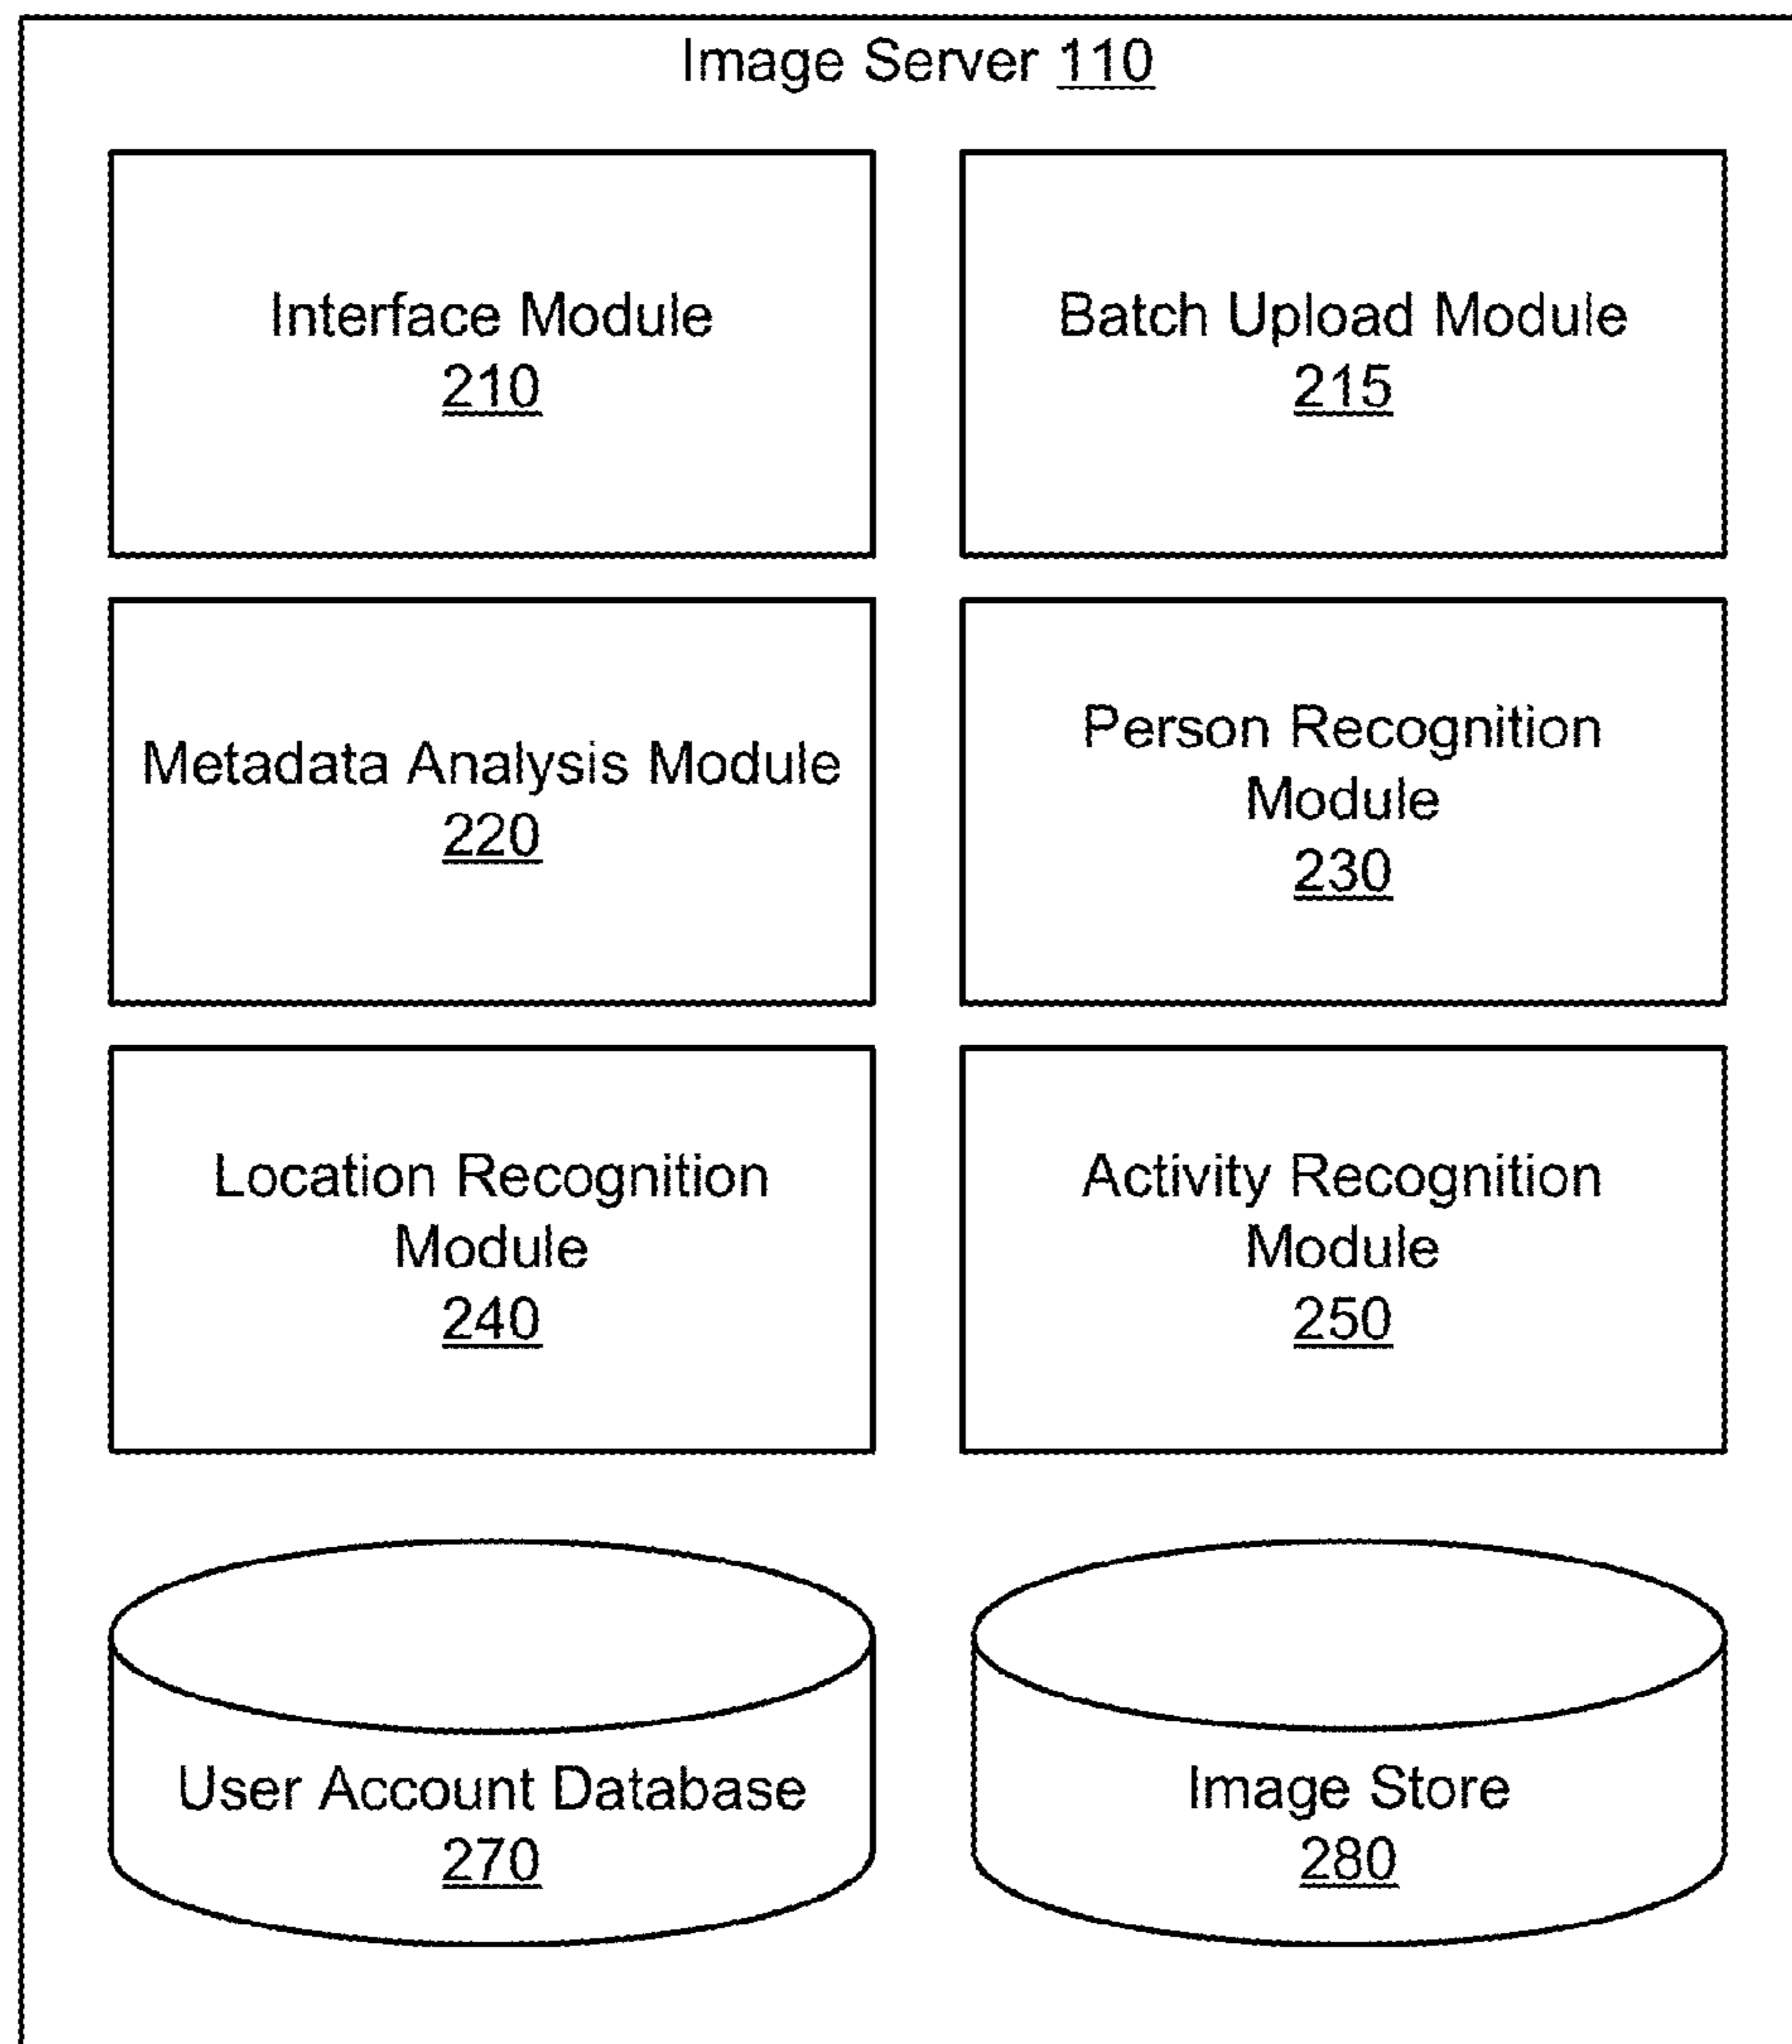 Image Server 110
Interface Module
210
Batch Upload Module
215
Metadata Analysis Module
220
Person Recognition
Module
230
Location Recognition
Module
240
Activity Recognition
Module
250
User Account Database
270
Image Store
280